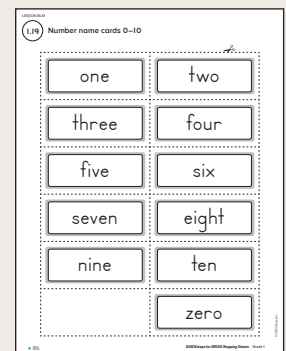 LESSON BLM
1.19 Number name cards 0–10
one two
three four
five six
seven eight
nine ten
zero